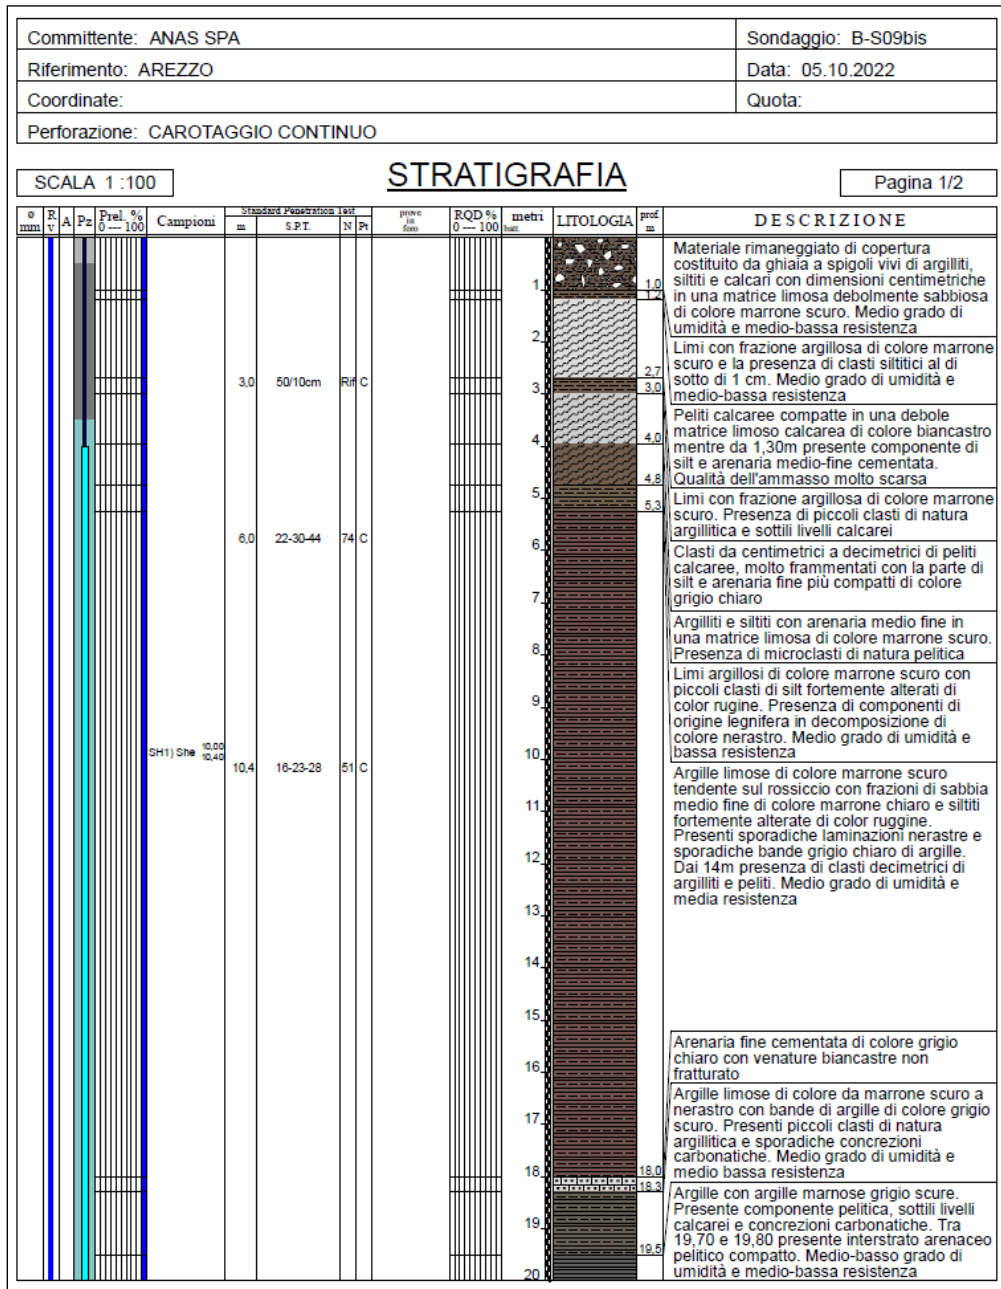 Committente: ANAS SPA
Sondaggio: B-S09bis
Riferimento: AREZZO
Data: 05.10.2022
Coordinate:
Quota:
Perforazione: CAROTAGGIO CONTINUO
SCALA 1 :100
STRATIGRAFIA
Pagina 1/2
ø mm
R v
A
Pz
Prel. % 0 --- 100
Campioni
Standard Penetration Test
m
S.P.T.
N
Pt
prove in foro
RQD % 0 --- 100
metri batt.
LITOLOGIA
prof. m
DESCRIZIONE
Materiale rimaneggiato di copertura
costituito da ghiaia a spigoli vivi di argilliti,
siltiti e calcari con dimensioni centimetriche
in una matrice limosa debolmente sabbiosa
di colore marrone scuro. Medio grado di
umidità e medio-bassa resistenza
Limi con frazione argillosa di colore marrone
scuro e la presenza di clasti siltitici al di
sotto di 1 cm. Medio grado di umidità e
medio-bassa resistenza
Peliti calcaree compatte in una debole
matrice limoso calcarea di colore biancastro
mentre da 1,30m presente componente di
silt e arenaria medio-fine cementata.
Qualità dell'ammasso molto scarsa
Limi con frazione argillosa di colore marrone
scuro. Presenza di piccoli clasti di natura
argillitica e sottili livelli calcarei
Clasti da centimetrici a decimetrici di peliti
calcaree, molto frammentati con la parte di
silt e arenaria fine più compatti di colore
grigio chiaro
Argilliti e siltiti con arenaria medio fine in
una matrice limosa di colore marrone scuro.
Presenza di microclasti di natura pelitica
Limi argillosi di colore marrone scuro con
piccoli clasti di silt fortemente alterati di
color rugine. Presenza di componenti di
origine legnifera in decomposizione di
colore nerastro. Medio grado di umidità e
bassa resistenza
Argille limose di colore marrone scuro
tendente sul rossiccio con frazioni di sabbia
medio fine di colore marrone chiaro e siltiti
fortemente alterate di color ruggine.
Presenti sporadiche laminazioni nerastre e
sporadiche bande grigio chiaro di argille.
Dai 14m presenza di clasti decimetrici di
argilliti e peliti. Medio grado di umidità e
media resistenza
Arenaria fine cementata di colore grigio
chiaro con venature biancastre non
fratturato
Argille limose di colore da marrone scuro a
nerastro con bande di argille di colore grigio
scuro. Presenti piccoli clasti di natura
argillitica e sporadiche concrezioni
carbonatiche. Medio grado di umidità e
medio bassa resistenza
Argille con argille marnose grigio scure.
Presente componente pelitica, sottili livelli
calcarei e concrezioni carbonatiche. Tra
19,70 e 19,80 presente interstrato arenaceo
pelitico compatto. Medio-basso grado di
umidità e medio-bassa resistenza
3,0 50/10cm Rif C
6,0 22-30-44 74 C
SH1) She 10,00
10,40
10,4 16-23-28 51 C
1
2
3
4
5
6
7
8
9
10
11
12
13
14
15
16
17
18
19
20
1,0
1,2
2,7
3,0
4,0
4,8
5,3
18,0
18,3
19,5